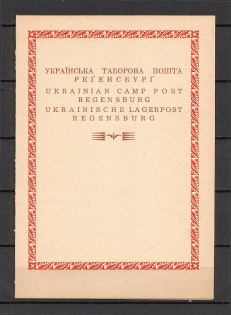 УКРАЇНСЬКА ТАБОРОВА ПОШТА
РЕҐЕНСБУРҐ
UKRAINIAN CAMP POST
REGENSBURG
UKRAINISCHE LAGERPOST
REGENSBURG